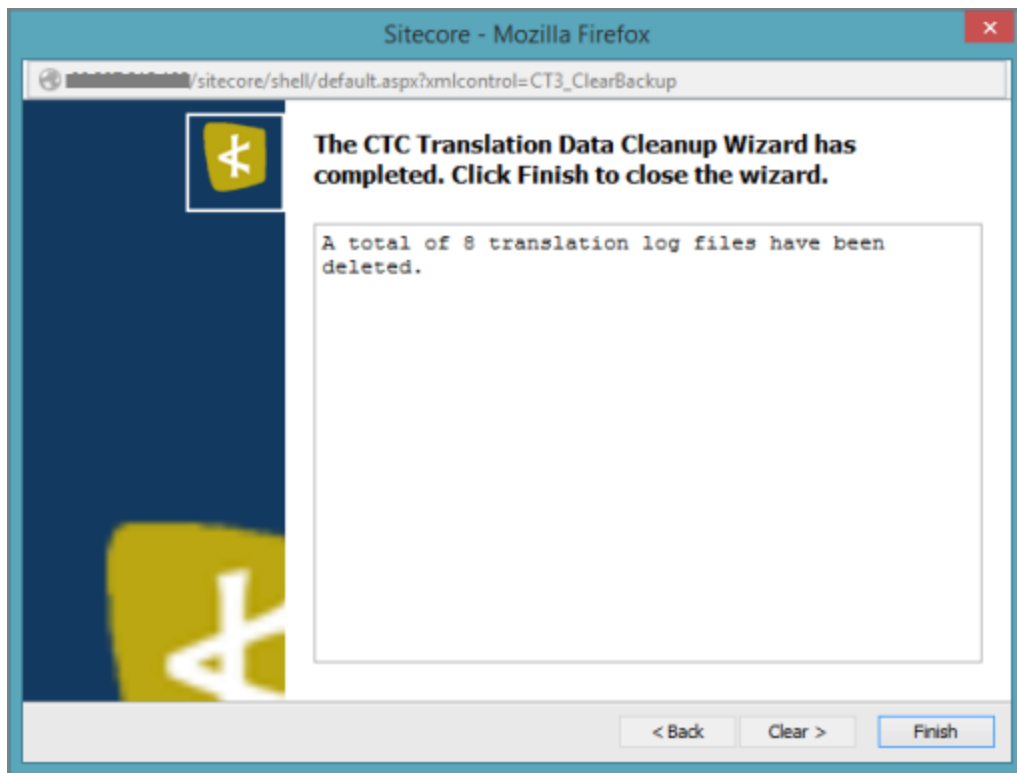 Sitecore - Mozilla Firefox
/sitecore/shell/default.aspx?xmlcontrol=CT3_ClearBackup
The CTC Translation Data Cleanup Wizard has
completed. Click Finish to close the wizard.
A total of 8 translation log files have been
deleted.
< Back
Clear >
Finish